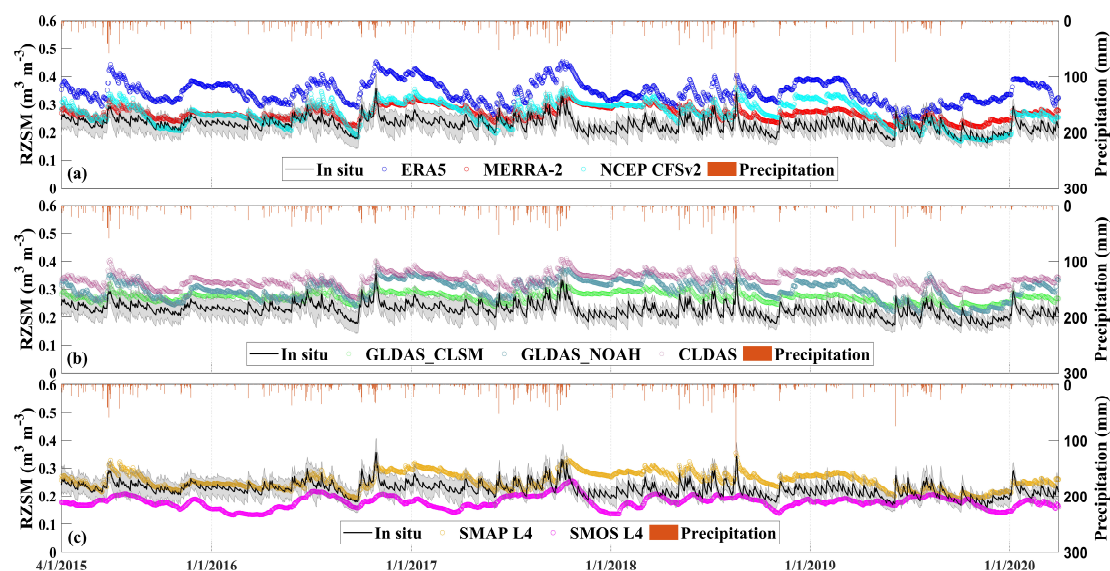 0.6
0.5
0.4
0.3
0.2
0.1
0
RZSM (m³ m⁻³)
(a)
In situ ERA5 MERRA-2 NCEP CFSv2 Precipitation
0
100
200
300
Precipitation (mm)
0.6
0.5
0.4
0.3
0.2
0.1
0
RZSM (m³ m⁻³)
(b)
In situ GLDAS_CLSM GLDAS_NOAH CLDAS Precipitation
0
100
200
300
Precipitation (mm)
0.6
0.5
0.4
0.3
0.2
0.1
0
RZSM (m³ m⁻³)
(c)
In situ SMAP L4 SMOS L4 Precipitation
0
100
200
300
Precipitation (mm)
4/1/2015 1/1/2016 1/1/2017 1/1/2018 1/1/2019 1/1/2020